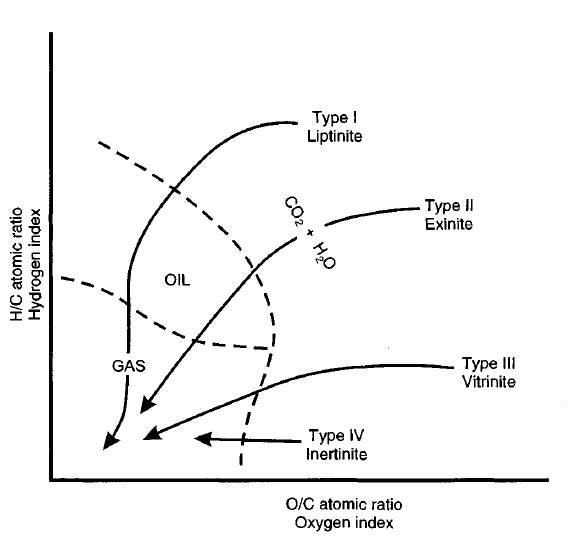 Type I
Liptinite
Type II
Exinite
CO₂ + H₂O
H/C atomic ratio
Hydrogen index
OIL
GAS
Type III
Vitrinite
Type IV
Inertinite
O/C atomic ratio
Oxygen index